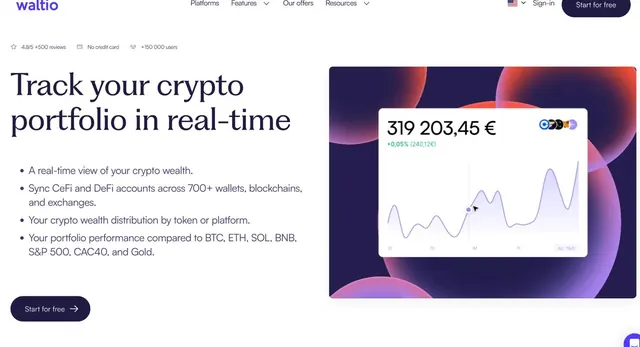 waltio
Platforms
Features
Our offers
Resources
Sign-in
Start for free
4.8/5 +500 reviews
No credit card
+150 000 users
Track your crypto
portfolio in real-time
A real-time view of your crypto wealth.
Sync CeFi and DeFi accounts across 700+ wallets, blockchains,
and exchanges.
Your crypto wealth distribution by token or platform.
Your portfolio performance compared to BTC, ETH, SOL, BNB,
S&P 500, CAC40, and Gold.
Start for free
319 203,45 €
+0,05% (240,12€)